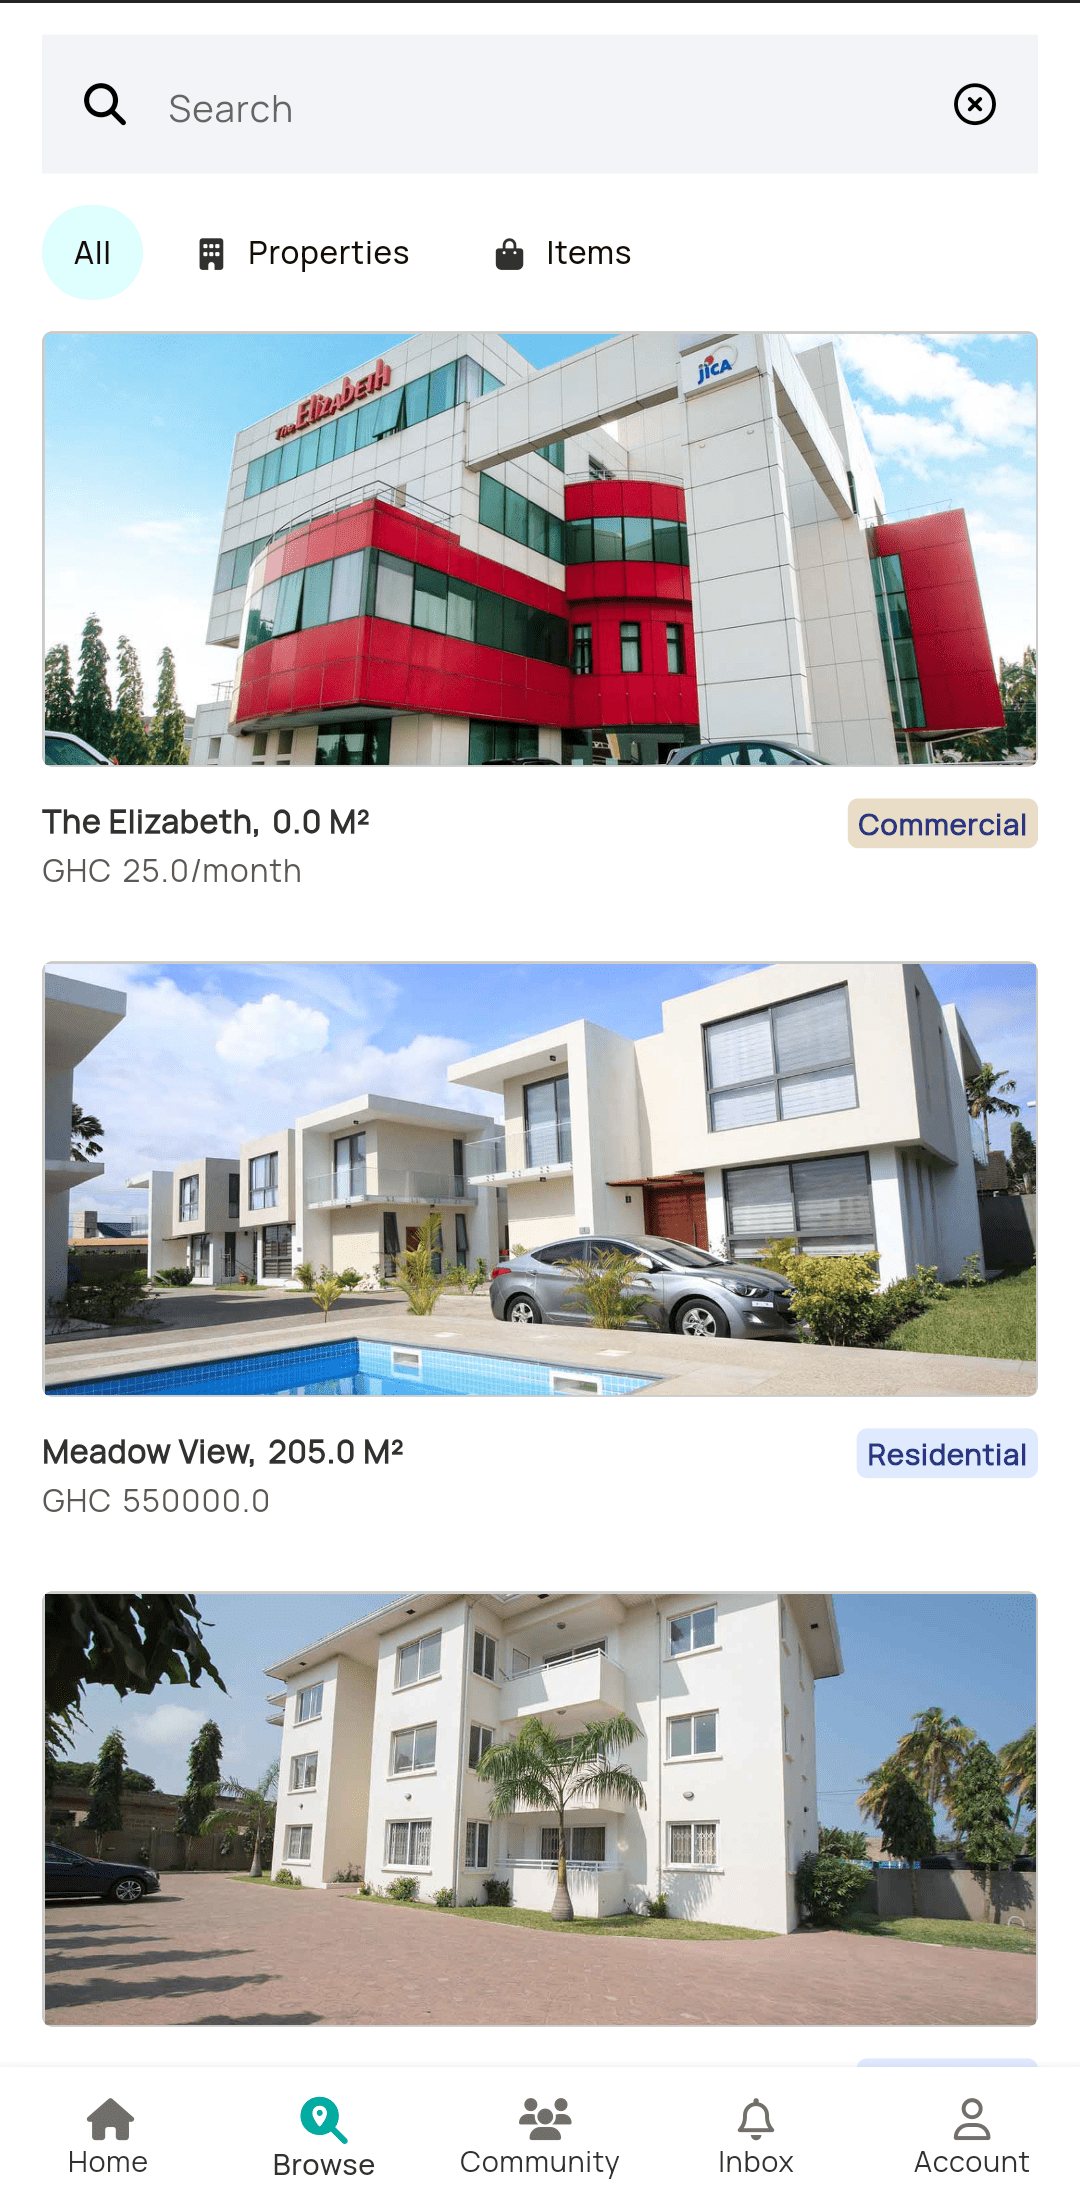 Search
All
Properties
Items
The Elizabeth
jICA
The Elizabeth, 0.0 M²
Commercial
GHC 25.0/month
Meadow View, 205.0 M²
Residential
GHC 550000.0
Home
Browse
Community
Inbox
Account